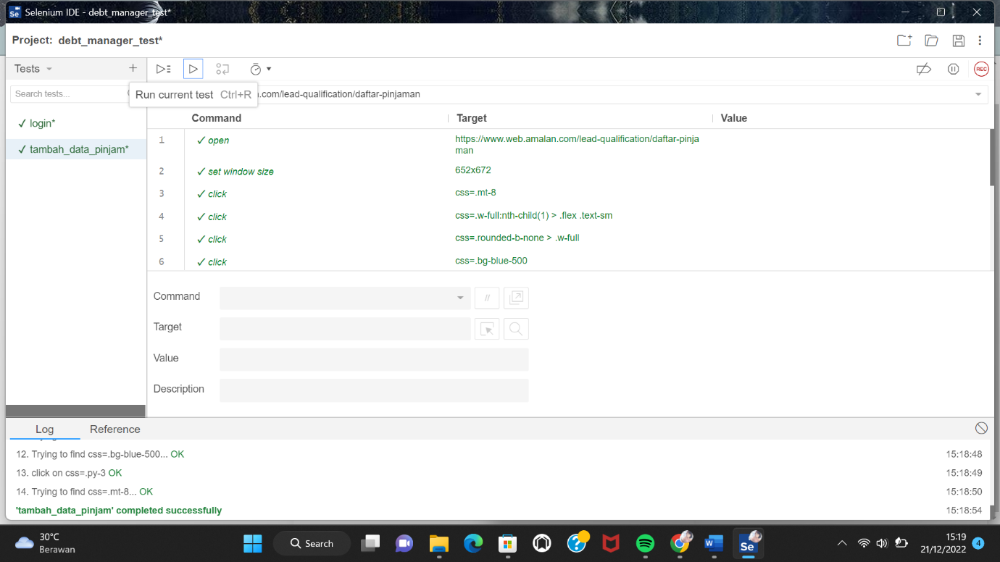 Selenium IDE - debt_manager_test*
Project: debt_manager_test*
Tests
Search tests...
Run current test Ctrl+R
.com/lead-qualification/daftar-pinjaman
login*
tambah_data_pinjam*
Command Target Value
1 open https://www.web.amalan.com/lead-qualification/daftar-pinja
man
2 set window size 652x672
3 click css=.mt-8
4 click css=.w-full:nth-child(1) > .flex .text-sm
5 click css=.rounded-b-none > .w-full
6 click css=.bg-blue-500
Command //
Target
Value
Description
Log Reference
12. Trying to find css=.bg-blue-500... OK 15:18:48
13. click on css=.py-3 OK 15:18:49
14. Trying to find css=.mt-8... OK 15:18:50
'tambah_data_pinjam' completed successfully 15:18:54
REC
30°C
Berawan
Search
Se
15:19
21/12/2022
4